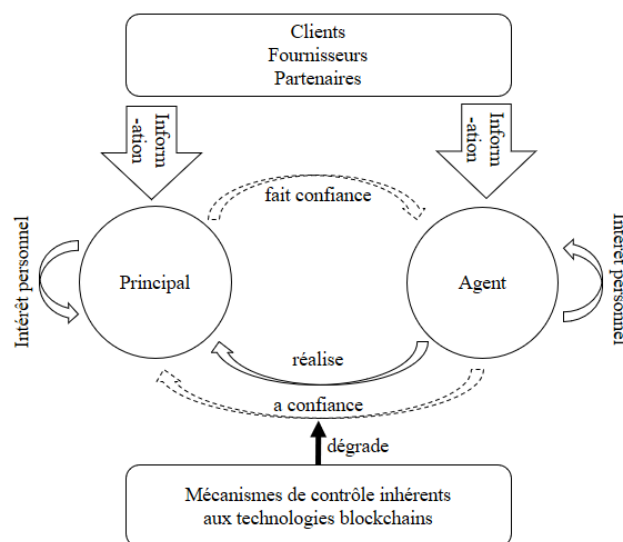 Clients
Fournisseurs
Partenaires
Inform
-ation
Inform
-ation
fait confiance
Intérêt personnel
Principal
Agent
Intérêt personnel
réalise
a confiance
dégrade
Mécanismes de contrôle inhérents
aux technologies blockchains